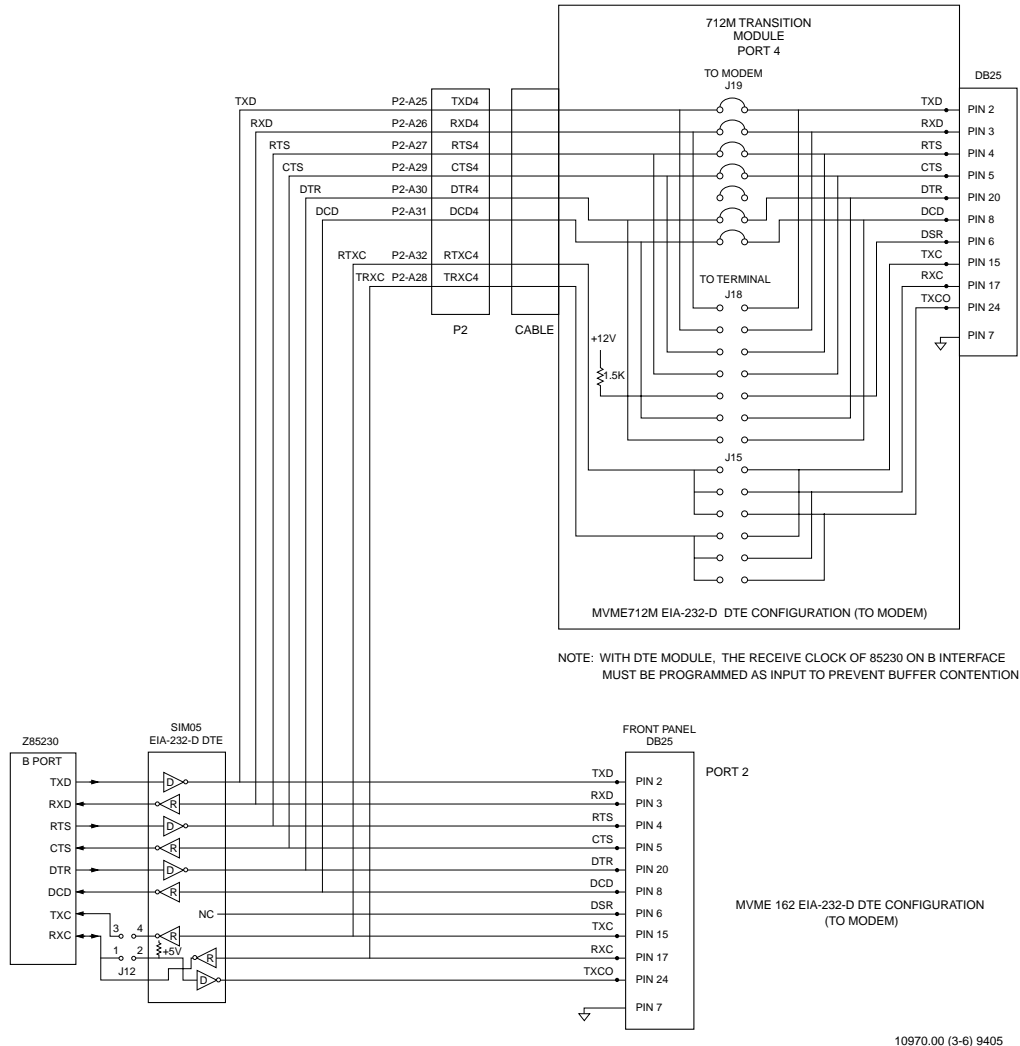 712M TRANSITION
MODULE
PORT 4
TO MODEM
J19
DB25
TXD P2-A25 TXD4 TXD PIN 2
RXD P2-A26 RXD4 RXD PIN 3
RTS P2-A27 RTS4 RTS PIN 4
CTS P2-A29 CTS4 CTS PIN 5
DTR P2-A30 DTR4 DTR PIN 20
DCD P2-A31 DCD4 DCD PIN 8
DSR PIN 6
RTXC P2-A32 RTXC4 TXC PIN 15
TRXC P2-A28 TRXC4 RXC PIN 17
TO TERMINAL
J18
TXCO PIN 24
P2 CABLE
PIN 7
+12V
1.5K
J15
MVME712M EIA-232-D DTE CONFIGURATION (TO MODEM)
NOTE: WITH DTE MODULE, THE RECEIVE CLOCK OF 85230 ON B INTERFACE
MUST BE PROGRAMMED AS INPUT TO PREVENT BUFFER CONTENTION
Z85230
B PORT
SIM05
EIA-232-D DTE
FRONT PANEL
DB25
PORT 2
TXD D TXD PIN 2
RXD R RXD PIN 3
RTS D RTS PIN 4
CTS R CTS PIN 5
DTR D DTR PIN 20
DCD R DCD PIN 8
NC DSR PIN 6
TXC 3 4 R TXC PIN 15
RXC 1 2 +5V R RXC PIN 17
J12 D TXCO PIN 24
PIN 7
MVME 162 EIA-232-D DTE CONFIGURATION
(TO MODEM)
10970.00 (3-6) 9405